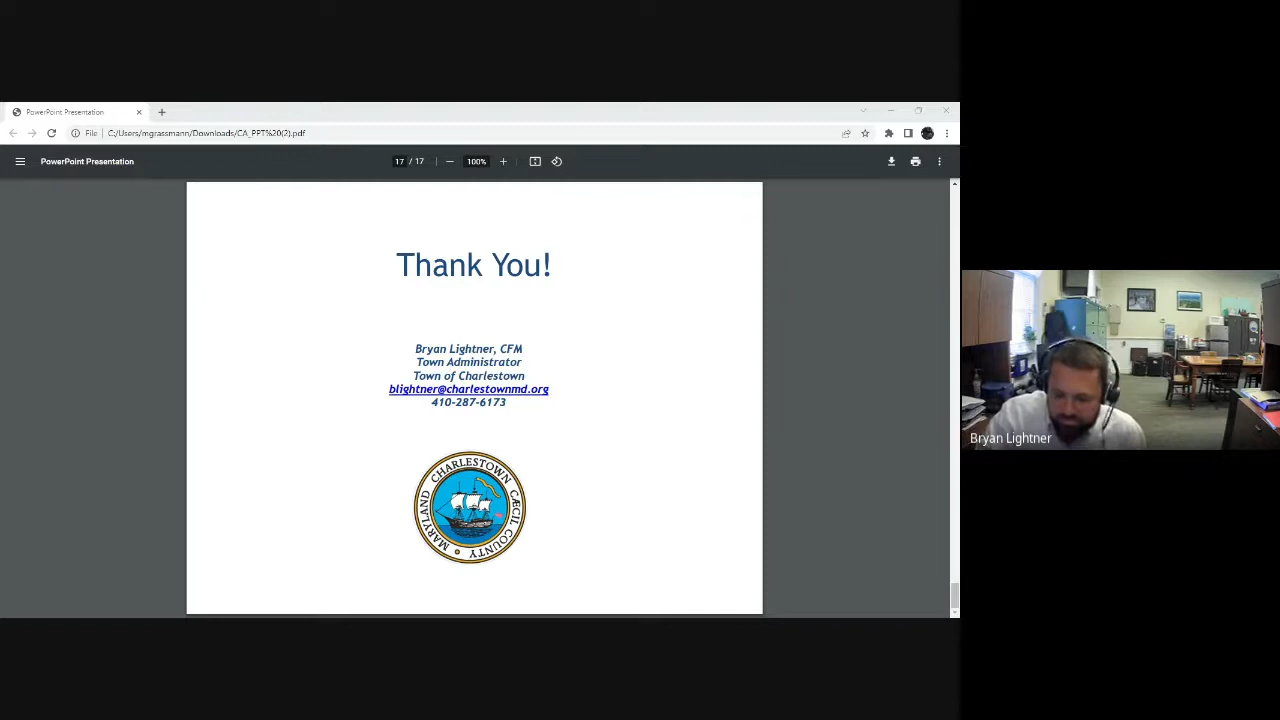 PowerPoint Presentation
File
C:/Users/mgrassmann/Downloads/CA_PPT%20(2).pdf
PowerPoint Presentation
17 / 17
100%
Thank You!
Bryan Lightner, CFM
Town Administrator
Town of Charlestown
blightner@charlestownmd.org
410-287-6173
MARYLAND CHARLESTOWN CÆCIL COUNTY
Bryan Lightner